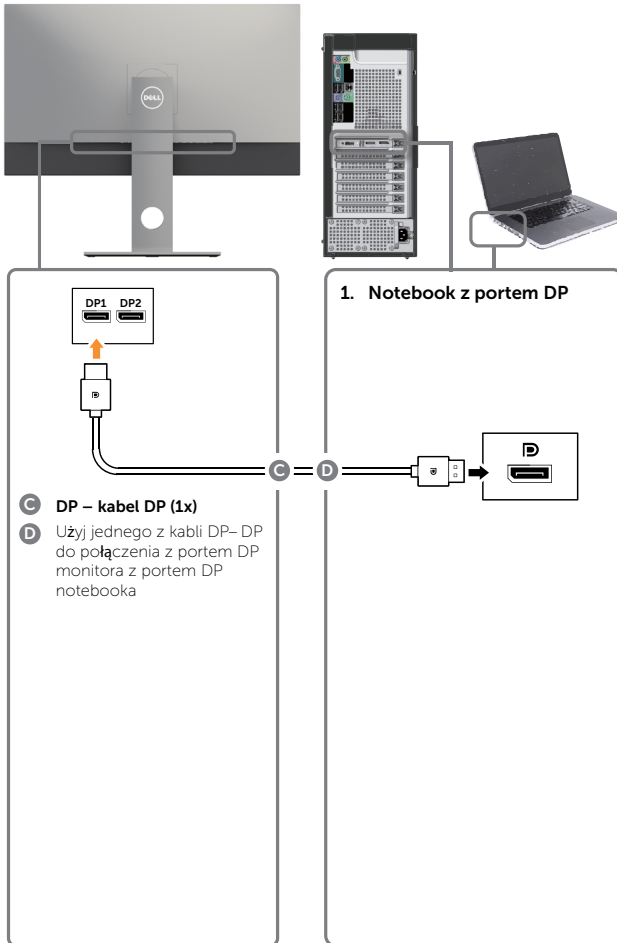 DELL
1. Notebook z portem DP
DP1 DP2
C D
C DP – kabel DP (1x)
D Użyj jednego z kabli DP–DP
do połączenia z portem DP
monitora z portem DP
notebooka